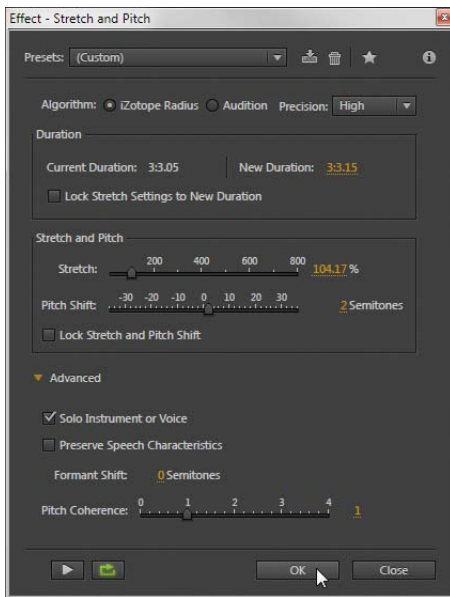 Effect - Stretch and Pitch
Presets: (Custom)
Algorithm: iZotope Radius Audition Precision: High
Duration
Current Duration: 3:3.05 New Duration: 3:3.15
Lock Stretch Settings to New Duration
Stretch and Pitch
200 400 600 800
Stretch: 104.17 %
-30 -20 -10 0 10 20 30
Pitch Shift: 2 Semitones
Lock Stretch and Pitch Shift
Advanced
Solo Instrument or Voice
Preserve Speech Characteristics
Formant Shift: 0 Semitones
0 1 2 3 4
Pitch Coherence: 1
OK Close